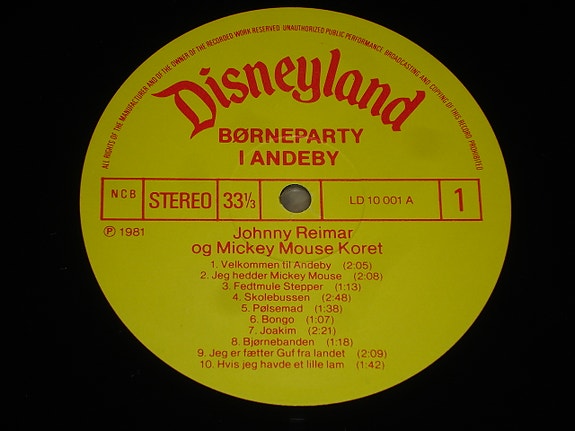 ALL RIGHTS OF THE MANUFACTURER AND OF THE OWNER OF THE RECORDED WORK RESERVED UNAUTHORIZED PUBLIC PERFORMANCE BROADCASTING AND COPYING OF THIS RECORD PROHIBITED
Disneyland
BØRNEPARTY
I ANDEBY
NCB STEREO 33⅓ LD 10 001 A 1
Ⓟ 1981
Johnny Reimar
og Mickey Mouse Koret
1. Velkommen til Andeby (2:05)
2. Jeg hedder Mickey Mouse (2:08)
3. Fedtmule Stepper (1:13)
4. Skolebussen (2:48)
5. Pølsemad (1:38)
6. Bongo (1:07)
7. Joakim (2:21)
8. Bjørnebanden (1:18)
9. Jeg er fætter Guf fra landet (2:09)
10. Hvis jeg havde et lille lam (1:42)